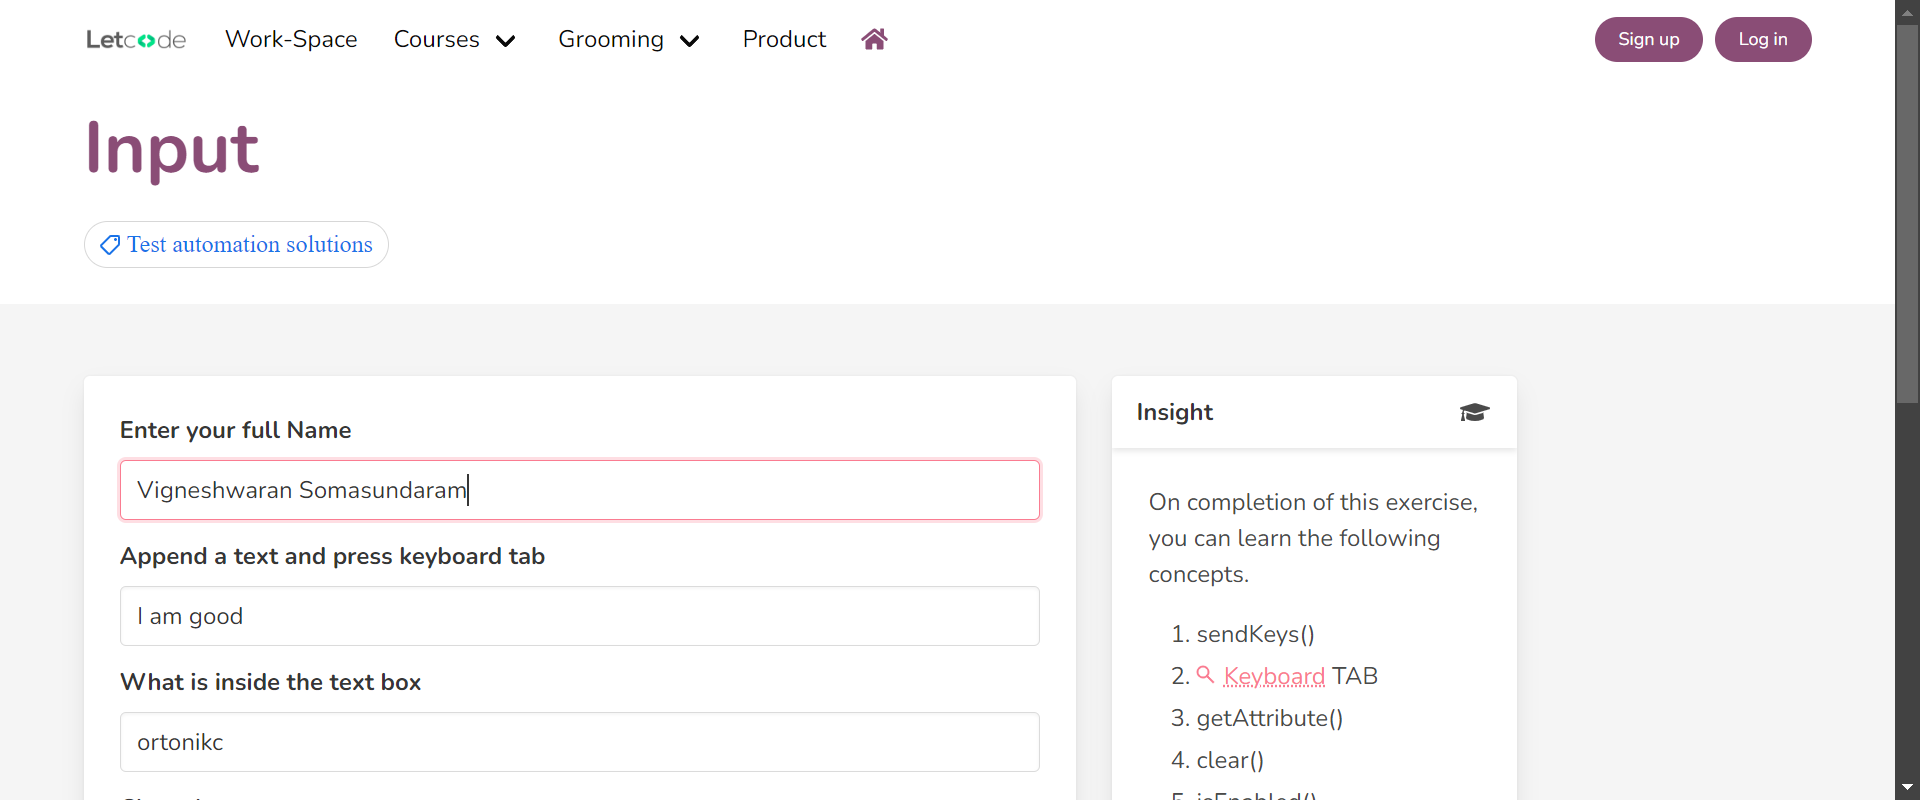 Letcode Work-Space Courses Grooming Product Sign up Log in
Input
Test automation solutions
Enter your full Name
Vigneshwaran Somasundaram
Append a text and press keyboard tab
I am good
What is inside the text box
ortonikc
Insight
On completion of this exercise,
you can learn the following
concepts.
1. sendKeys()
2. Keyboard TAB
3. getAttribute()
4. clear()
5. isEnabled()